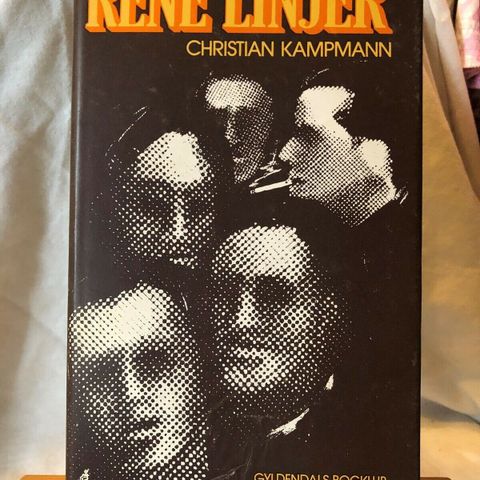 RENE LINJER
CHRISTIAN KAMPMANN
GYLDENDALS BOGKLUB